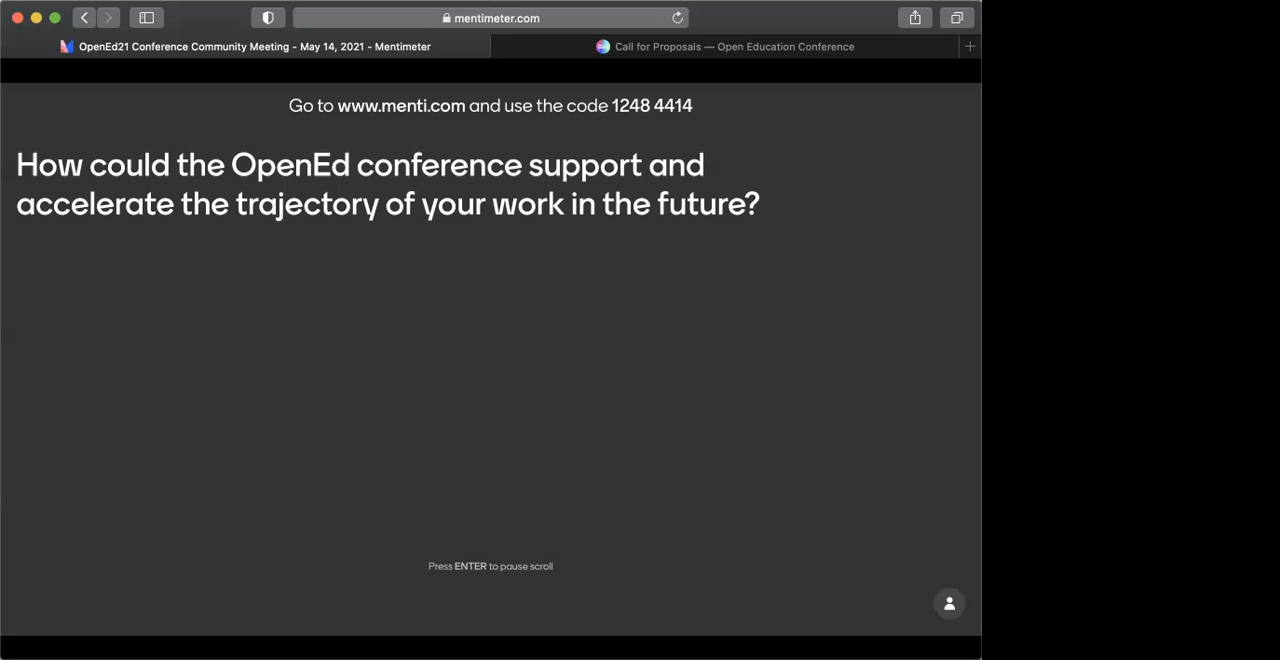 mentimeter.com
OpenEd21 Conference Community Meeting - May 14, 2021 - Mentimeter
Call for Proposals — Open Education Conference
Go to www.menti.com and use the code 1248 4414
How could the OpenEd conference support and
accelerate the trajectory of your work in the future?
Press ENTER to pause scroll